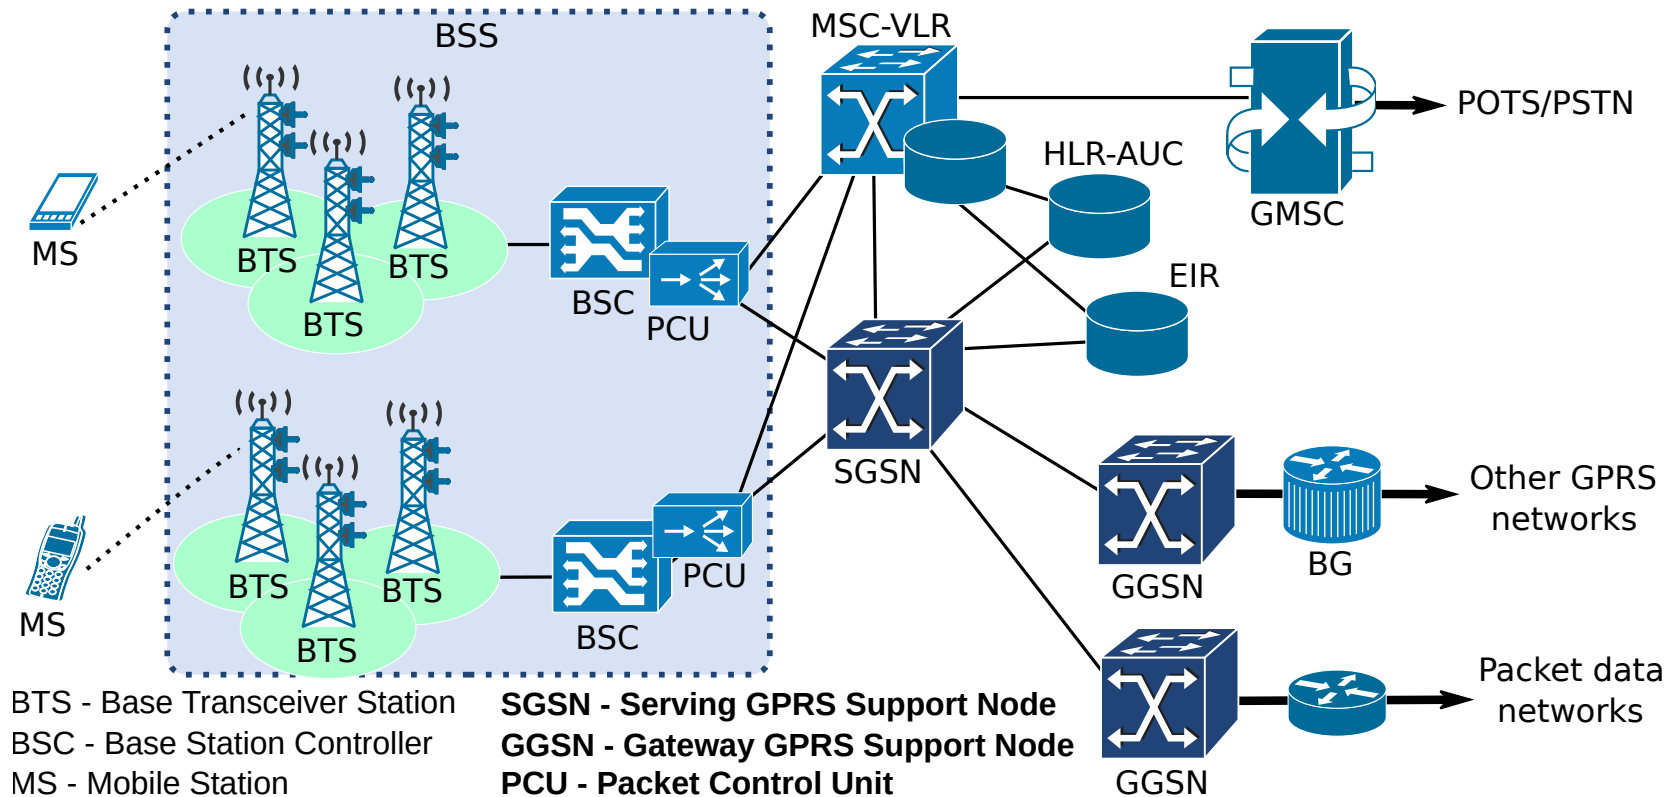 BSS
MSC-VLR
POTS/PSTN
HLR-AUC
GMSC
MS
BTS
BTS
BTS
BSC
PCU
EIR
SGSN
Other GPRS
networks
GGSN
BG
MS
BTS
BTS
BTS
BSC
PCU
Packet data
networks
GGSN
BTS - Base Transceiver Station
BSC - Base Station Controller
MS - Mobile Station
SGSN - Serving GPRS Support Node
GGSN - Gateway GPRS Support Node
PCU - Packet Control Unit